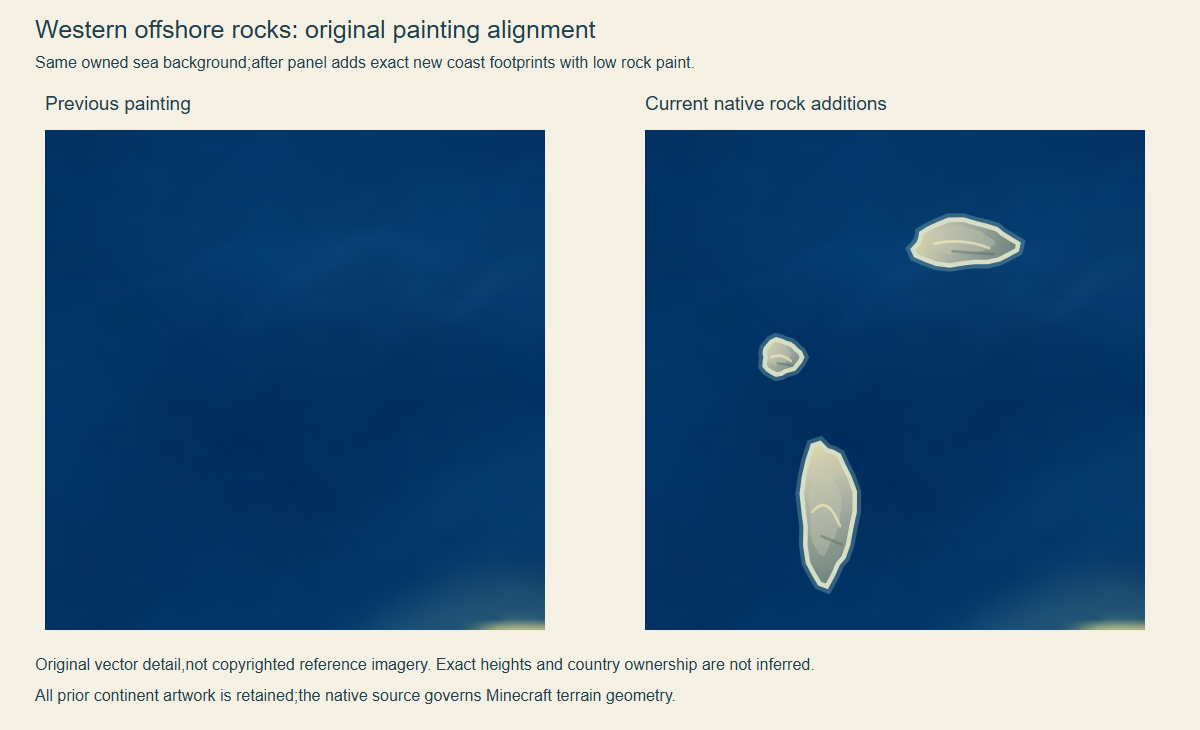 Western offshore rocks: original painting alignment
Same owned sea background;after panel adds exact new coast footprints with low rock paint.
Previous painting
Current native rock additions
Original vector detail,not copyrighted reference imagery. Exact heights and country ownership are not inferred.
All prior continent artwork is retained;the native source governs Minecraft terrain geometry.